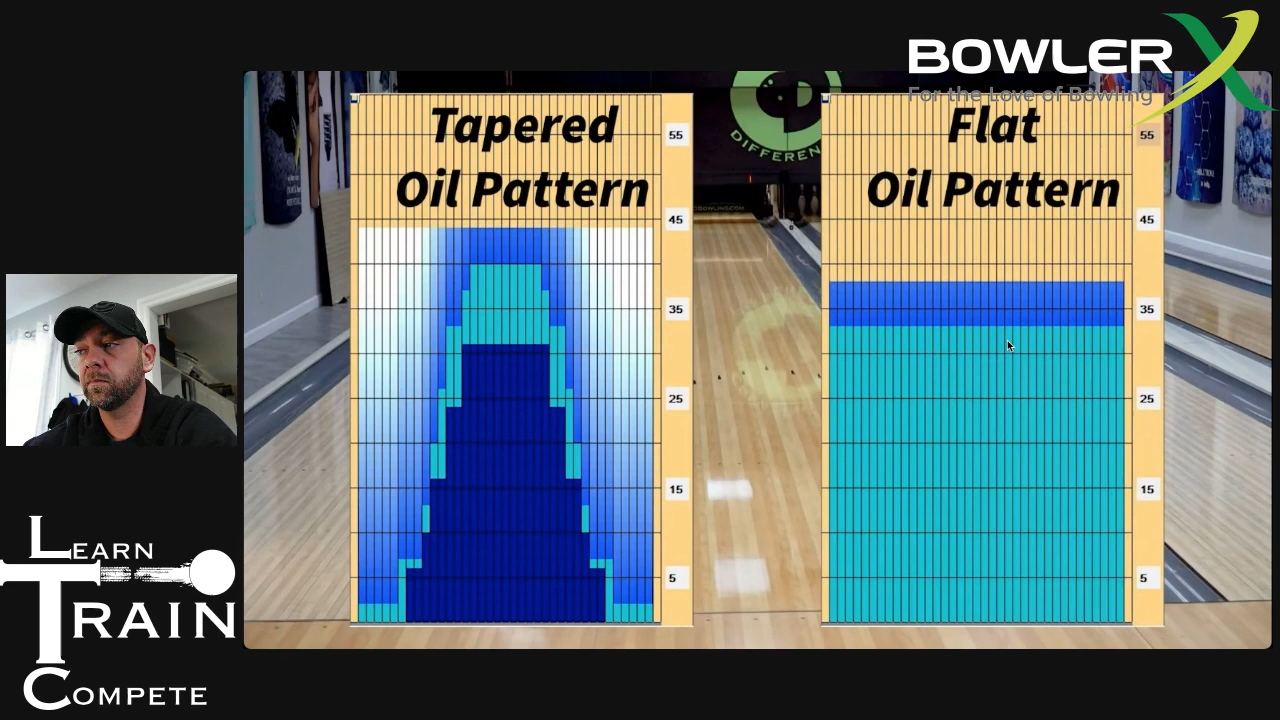 BOWLER X
For the Love of Bowling
DIFFEREN
Tapered
Oil Pattern
55
45
35
25
15
5
Flat
Oil Pattern
55
45
35
25
15
5
LEARN
TRAIN
COMPETE